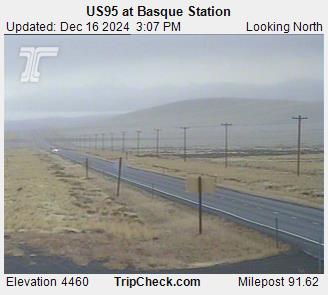 US95 at Basque Station
Updated: Dec 16 2024 3:07 PM Looking North
Elevation 4460 TripCheck.com Milepost 91.62